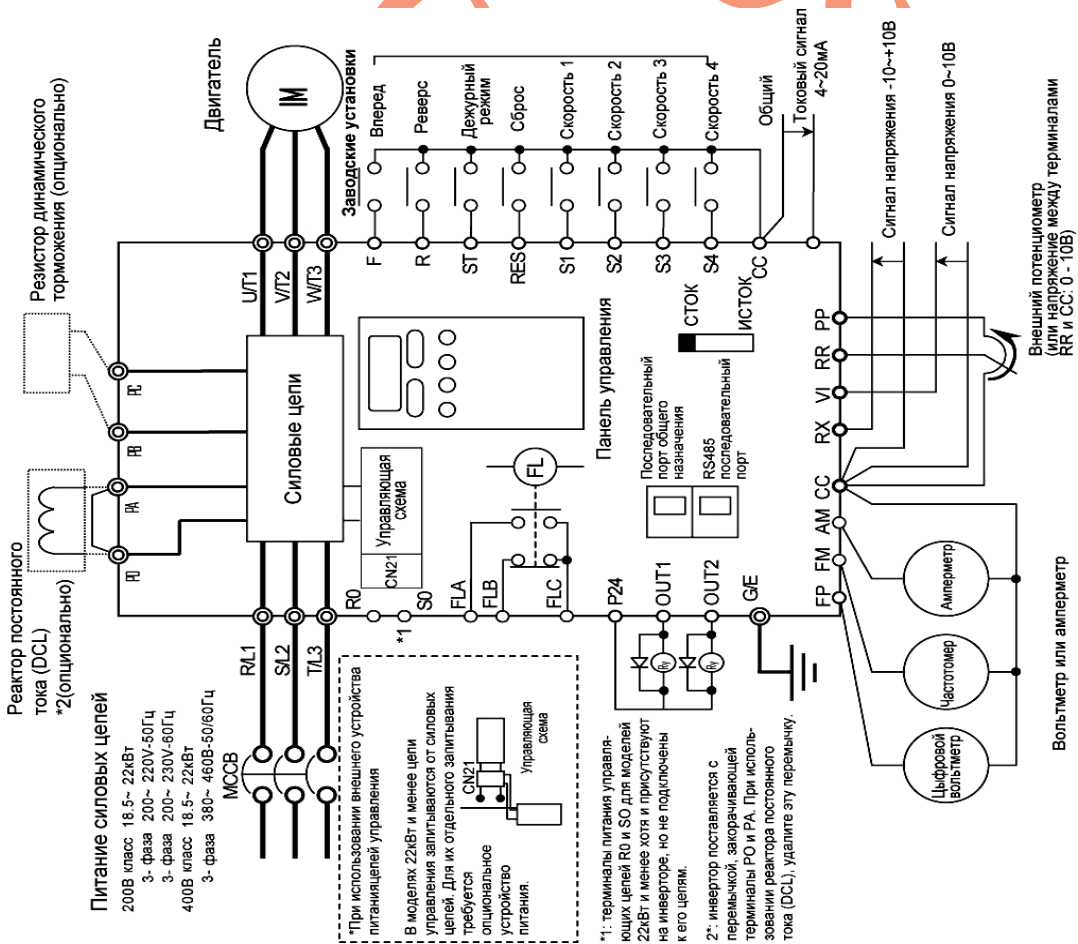 Реактор постоянного
тока (DCL)
*2(опционально)
Резистор динамического
торможения (опционально)
Двигатель
IM
Питание силовых цепей
200В класс 18.5~ 22кВт
3- фаза 200~ 220V-50Гц
3- фаза 200~ 230V-60Гц
400В класс 18.5~ 22кВт
3- фаза 380~ 460В-50/60Гц
MCCB
R/L1
S/L2
T/L3
PO
PA
PB
PC
Силовые цепи
U/T1
V/T2
W/T3
Заводские установки
F
Вперед
R
Реверс
ST
Дежурный
режим
RES
Сброс
S1
Скорость 1
S2
Скорость 2
S3
Скорость 3
S4
Скорость 4
CC
Общий
Токовый сигнал
4~20мА
R0
S0
*1
CN21
Управляющая
схема
Панель управления
FLA
FLB
FLC
FL
*При использовании внешнего устройства
питанияцепей управления
В моделях 22кВт и менее цепи
управления запитываются от силовых
цепей. Для их отдельного запитывания
требуется
опциональное
устройство
питания.
CN21
Управляющая
схема
P24
OUT1
OUT2
G/E
Ry
Ry
Последовательный
порт общего
назначения
RS485
последовательный
порт
СТОК
ИСТОК
*1: терминалы питания управля-
ющих цепей R0 и SO для моделей
22кВт и менее хотя и присутствуют
на инверторе, но не подключены
к его цепям.
2*: инвертор поставляется с
перемычкой, закорачивающей
терминалы PO и PA. При исполь-
зовании реактора постоянного
тока (DCL), удалите эту перемычку.
FP
FM
AM
CC
RX
VI
RR
PP
Сигнал напряжения -10~+10В
Сигнал напряжения 0~10В
Цыфровой
вольтметр
Частотомер
Амперметр
Вольтметр или амперметр
Внешний потенциометр
(или напряжение между терминалами
RR и CC: 0 - 10В)